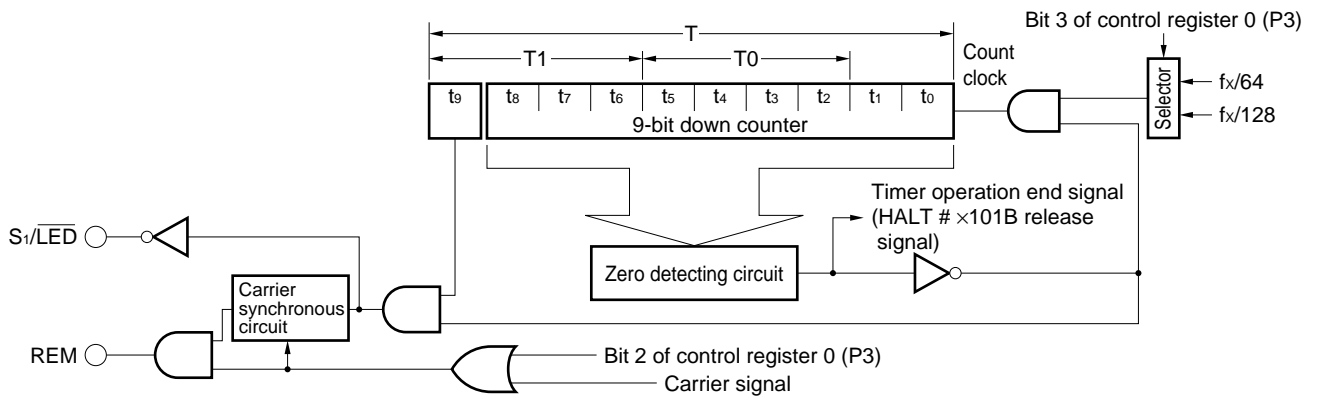 Bit 3 of control register 0 (P3)
T
T1
T0
Count
clock
t9
t8
t7
t6
t5
t4
t3
t2
t1
t0
9-bit down counter
Selector
fX/64
fX/128
Timer operation end signal
(HALT # ×101B release
signal)
S1/LED
Zero detecting circuit
Carrier
synchronous
circuit
REM
Bit 2 of control register 0 (P3)
Carrier signal